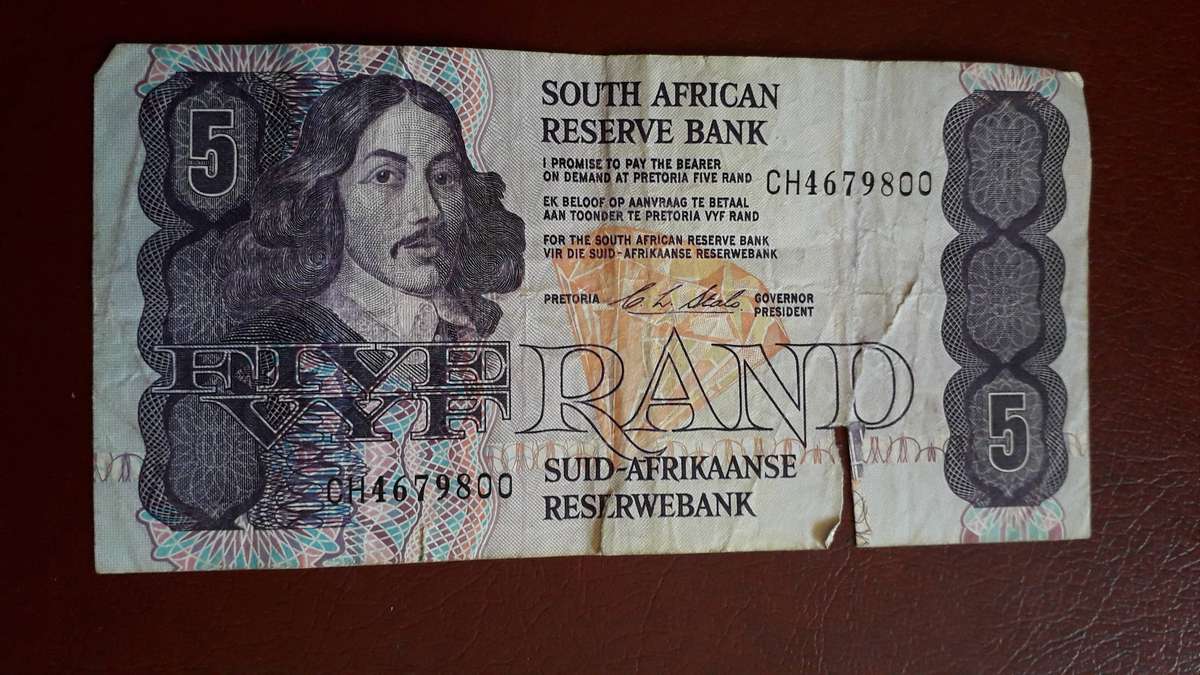 5
SOUTH AFRICAN
RESERVE BANK
I PROMISE TO PAY THE BEARER
ON DEMAND AT PRETORIA FIVE RAND
CH4679800
EK BELOOF OP AANVRAAG TE BETAAL
AAN TOONDER TE PRETORIA VYF RAND
FOR THE SOUTH AFRICAN RESERVE BANK
VIR DIE SUID-AFRIKAANSE RESERWEBANK
PRETORIA C. L. Stals. GOVERNOR
PRESIDENT
FIVE RAND
VYF
5
SUID-AFRIKAANSE
RESERWEBANK
CH4679800